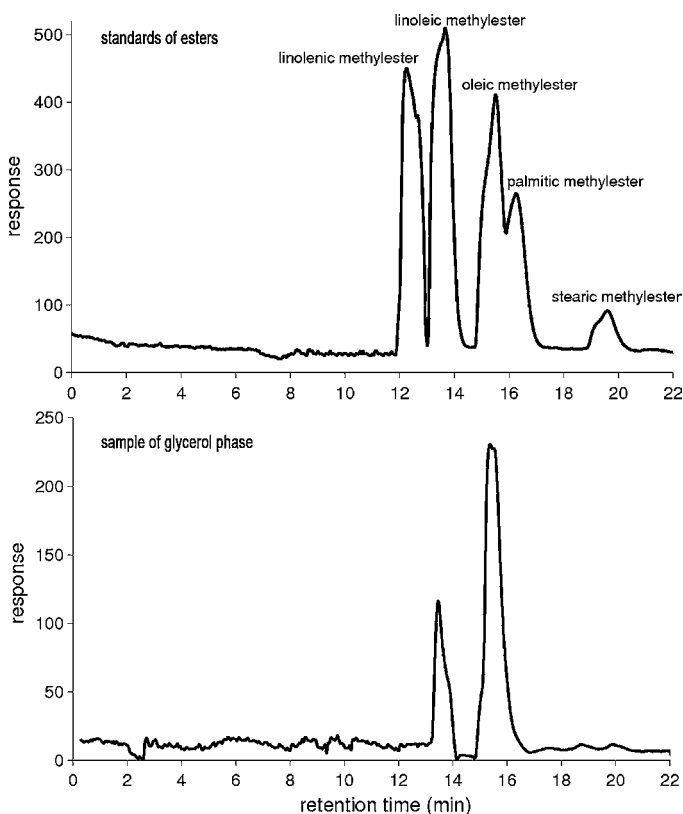 linoleic methylester
standards of esters
linolenic methylester
oleic methylester
palmitic methylester
stearic methylester
response
500
400
300
200
100
0
0 2 4 6 8 10 12 14 16 18 20 22
sample of glycerol phase
response
250
200
150
100
50
0
0 2 4 6 8 10 12 14 16 18 20 22
retention time (min)